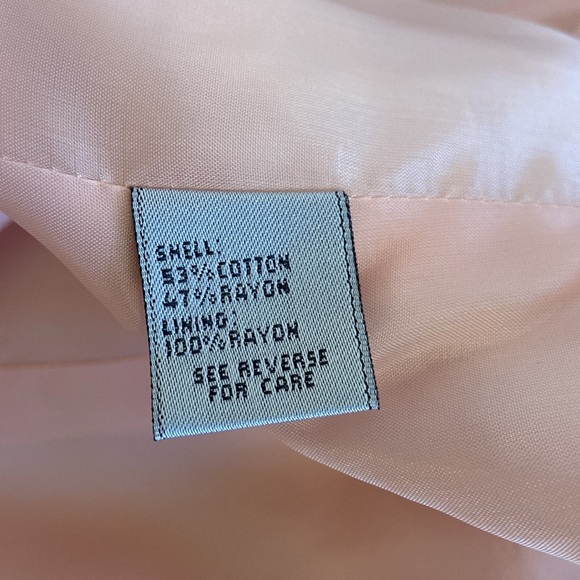 SHELL:
53%COTTON
47%RAYON
LINING:
100%RAYON
SEE REVERSE
FOR CARE